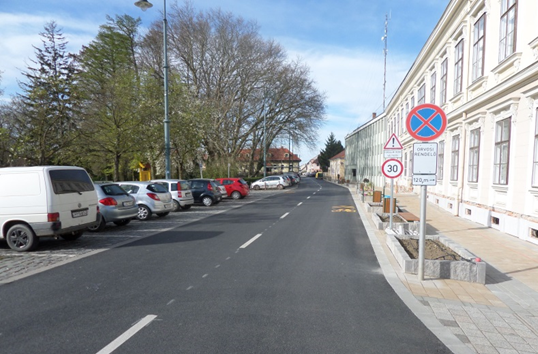 30
ORVOSI
RENDELŐ
120 m